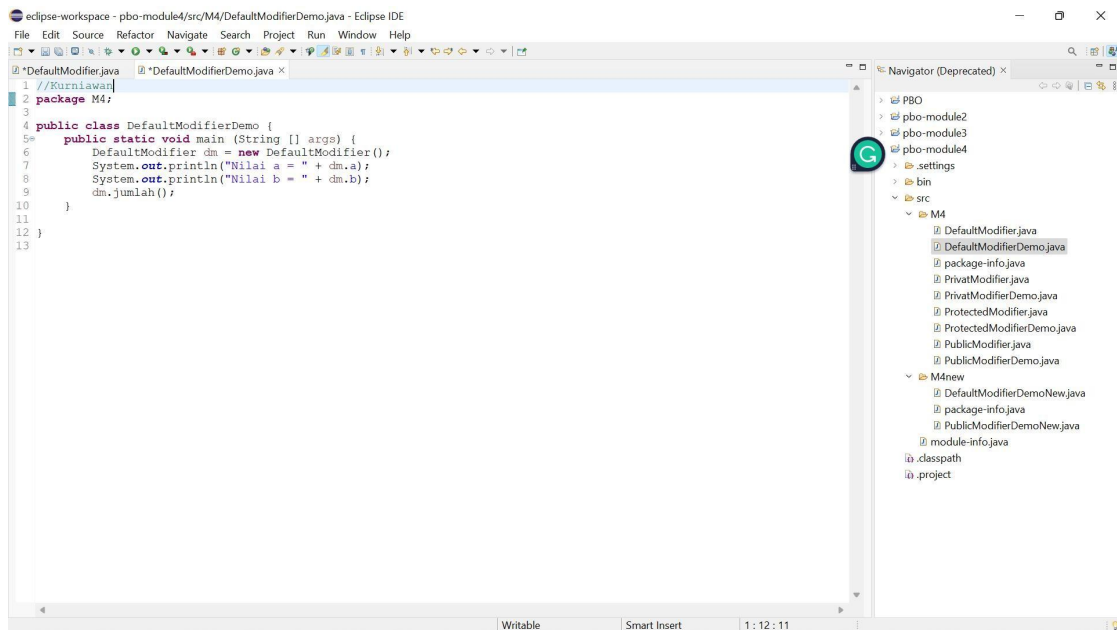 eclipse-workspace - pbo-module4/src/M4/DefaultModifierDemo.java - Eclipse IDE
File Edit Source Refactor Navigate Search Project Run Window Help
*DefaultModifier.java
*DefaultModifierDemo.java
1 //Kurniawan
2 package M4;
3
4 public class DefaultModifierDemo {
5 public static void main (String [] args) {
6 DefaultModifier dm = new DefaultModifier();
7 System.out.println("Nilai a = " + dm.a);
8 System.out.println("Nilai b = " + dm.b);
9 dm.jumlah();
10 }
11
12 }
13
Navigator (Deprecated)
PBO
pbo-module2
pbo-module3
pbo-module4
.settings
bin
src
M4
DefaultModifier.java
DefaultModifierDemo.java
package-info.java
PrivatModifier.java
PrivatModifierDemo.java
ProtectedModifier.java
ProtectedModifierDemo.java
PublicModifier.java
PublicModifierDemo.java
M4new
DefaultModifierDemoNew.java
package-info.java
PublicModifierDemoNew.java
module-info.java
.classpath
.project
Writable Smart Insert 1 : 12 : 11